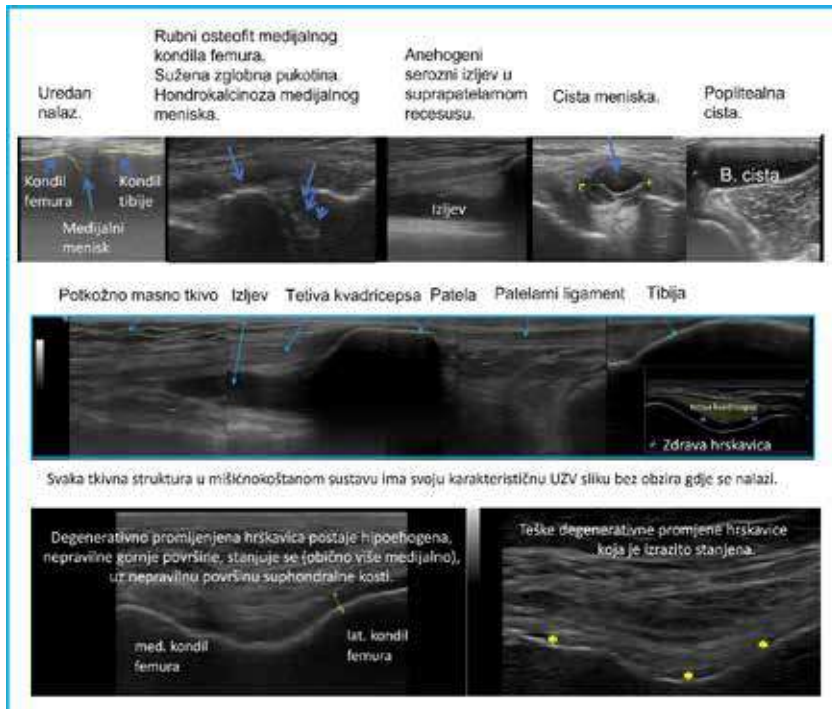 Uredan
nalaz.
Rubni osteofit medijalnog
kondila femura.
Sužena zglobna pukotina.
Hondrokalcinoza medijalnog
meniska.
Anehogeni
serozni izljev u
suprapatelarnom
recesusu.
Cista meniska.
Poplitealna
cista.
Kondil
femura
Kondil
tibije
Medijalni
menisk
Izljev
B. cista
Potkožno masno tkivo Izljev Tetiva kvadricepsa Patela Patelarni ligament Tibija
Zdrava hrskavica
Svaka tkivna struktura u mišićnokoštanom sustavu ima svoju karakterističnu UZV sliku bez obzira gdje se nalazi.
Degenerativno promijenjena hrskavica postaje hipoehogena,
nepravilne gornje površine, stanjuje se (obično više medijalno),
uz nepravilnu površinu suphondralne kosti.
med. kondil
femura
lat. kondil
femura
Teške degenerativne promjene hrskavice
koja je izrazito stanjena.